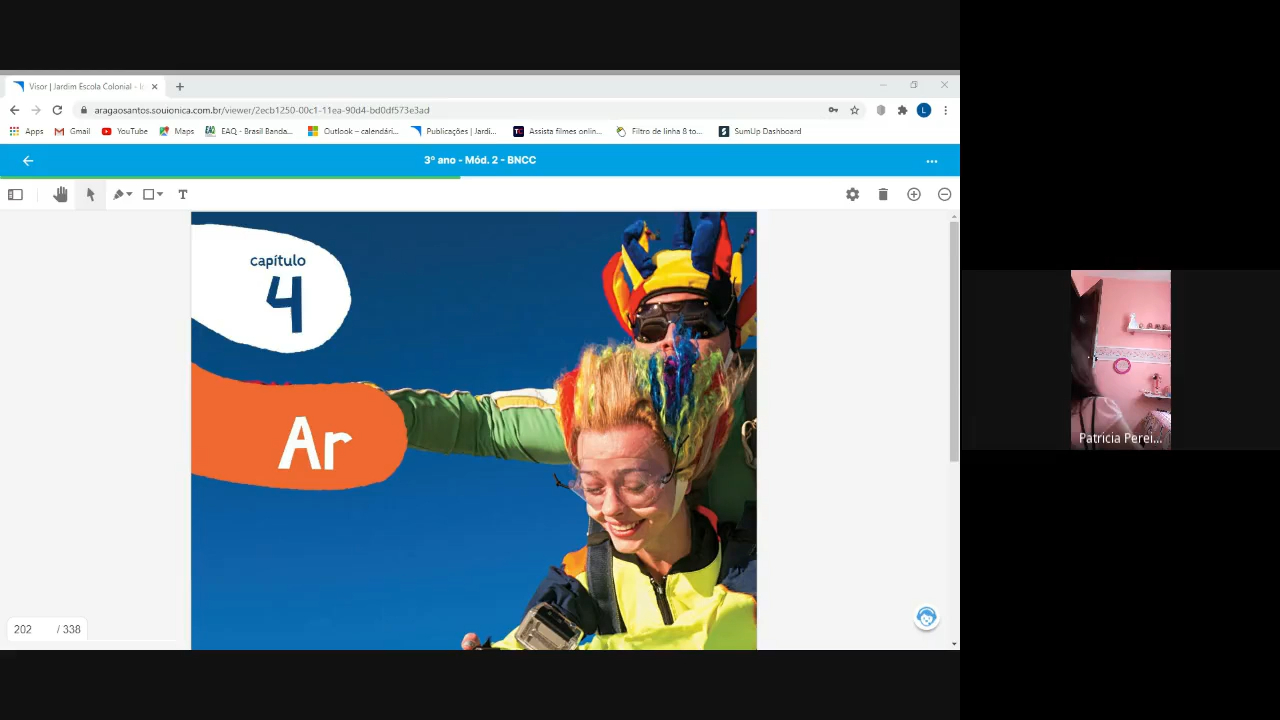 Visor | Jardim Escola Colonial - I
aragaosantos.souionica.com.br/viewer/2ecb1250-00c1-11ea-90d4-bd0df573e3ad
Apps Gmail YouTube Maps EAQ - Brasil Banda... Outlook – calendári... Publicações | Jardi... Assista filmes onlin... Filtro de linha 8 to... SumUp Dashboard
3º ano - Mód. 2 - BNCC
T
capítulo
4
Ar
202 / 338
L
Patrícia Perei...